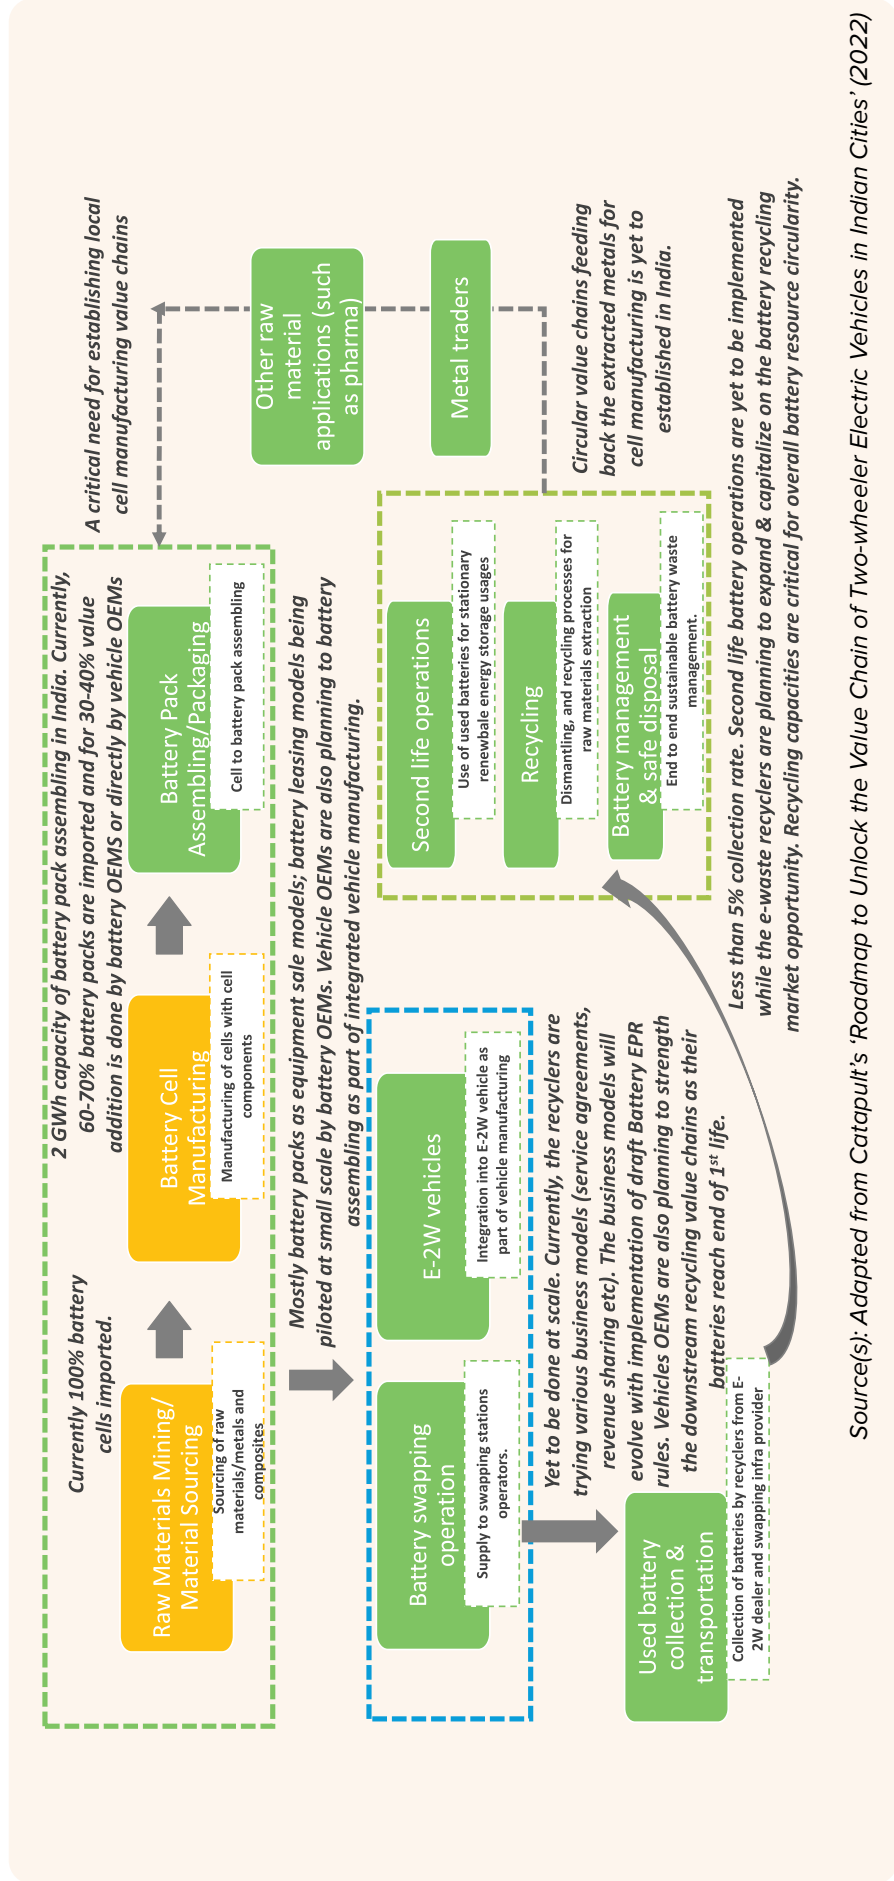 Currently 100% battery
cells imported.
2 GWh capacity of battery pack assembling in India. Currently,
60-70% battery packs are imported and for 30-40% value
addition is done by battery OEMS or directly by vehicle OEMs
A critical need for establishing local
cell manufacturing value chains
Raw Materials Mining/
Material Sourcing
Sourcing of raw
materials/metals and
composites
Battery Cell
Manufacturing
Manufacturing of cells with cell
components
Battery Pack
Assembling/Packaging
Cell to battery pack assembling
Other raw
material
applications (such
as pharma)
Metal traders
Mostly battery packs as equipment sale models; battery leasing models being
piloted at small scale by battery OEMs. Vehicle OEMs are also planning to battery
assembling as part of integrated vehicle manufacturing.
Battery swapping
operation
Supply to swapping stations
operators.
E-2W vehicles
Integration into E-2W vehicle as
part of vehicle manufacturing
Second life operations
Use of used batteries for stationary
renewbale energy storage usages
Recycling
Dismantling, and recycling processes for
raw materials extraction
Battery management
& safe disposal
End to end sustainable battery waste
management.
Circular value chains feeding
back the extracted metals for
cell manufacturing is yet to
established in India.
Yet to be done at scale. Currently, the recyclers are
trying various business models (service agreements,
revenue sharing etc). The business models will
evolve with implementation of draft Battery EPR
rules. Vehicles OEMs are also planning to strength
the downstream recycling value chains as their
batteries reach end of 1st life.
Used battery
collection &
transportation
Collection of batteries by recyclers from E-
2W dealer and swapping infra provider
Less than 5% collection rate. Second life battery operations are yet to be implemented
while the e-waste recyclers are planning to expand & capitalize on the battery recycling
market opportunity. Recycling capacities are critical for overall battery resource circularity.
Source(s): Adapted from Catapult's ‘Roadmap to Unlock the Value Chain of Two-wheeler Electric Vehicles in Indian Cities’ (2022)